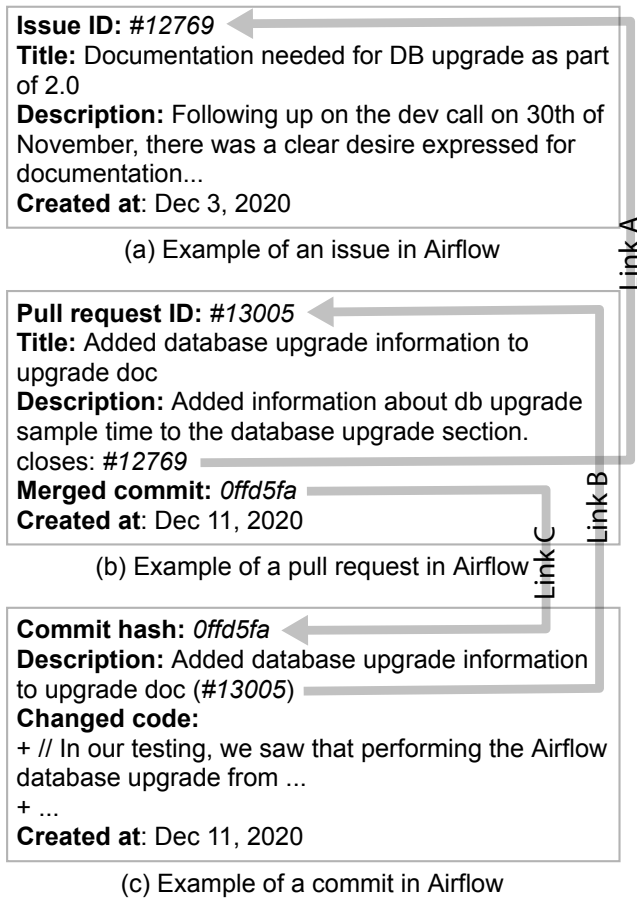 Issue ID: #12769
Title: Documentation needed for DB upgrade as part
of 2.0
Description: Following up on the dev call on 30th of
November, there was a clear desire expressed for
documentation...
Created at: Dec 3, 2020
Link A
(a) Example of an issue in Airflow
Pull request ID: #13005
Title: Added database upgrade information to
upgrade doc
Description: Added information about db upgrade
sample time to the database upgrade section.
closes: #12769
Merged commit: 0ffd5fa
Created at: Dec 11, 2020
Link B
Link C
(b) Example of a pull request in Airflow
Commit hash: 0ffd5fa
Description: Added database upgrade information
to upgrade doc (#13005)
Changed code:
+ // In our testing, we saw that performing the Airflow
database upgrade from ...
+ ...
Created at: Dec 11, 2020
(c) Example of a commit in Airflow